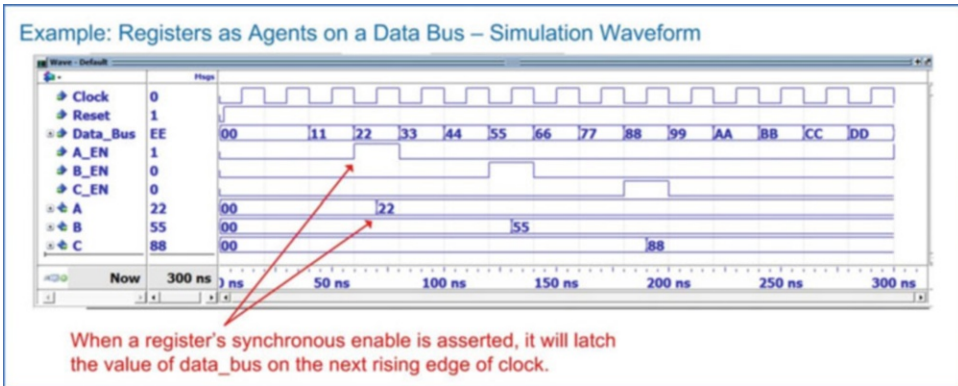 Example: Registers as Agents on a Data Bus – Simulation Waveform
Wave - Default
Msgs
Clock 0
Reset 1
Data_Bus EE 00 11 22 33 44 55 66 77 88 99 AA BB CC DD
A_EN 1
B_EN 0
C_EN 0
A 22 00 22
B 55 00 55
C 88 00 88
Now 300 ns 0 ns 50 ns 100 ns 150 ns 200 ns 250 ns 300 ns
When a register's synchronous enable is asserted, it will latch
the value of data_bus on the next rising edge of clock.